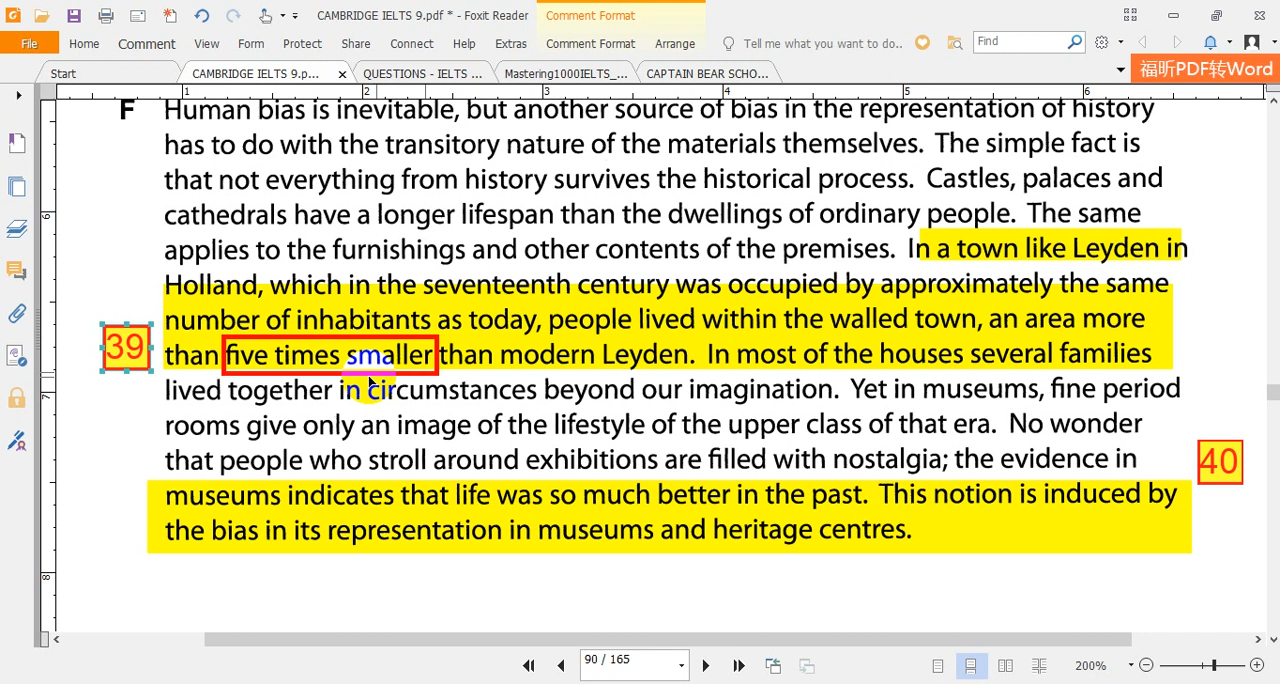 CAMBRIDGE IELTS 9.pdf * - Foxit Reader
Comment Format
File Home Comment View Form Protect Share Connect Help Extras Comment Format Arrange Tell me what you want to do.. Find
Start CAMBRIDGE IELTS 9.p... QUESTIONS - IELTS ... Mastering1000IELTS_... CAPTAIN BEAR SCHO... 福昕PDF转Word
1 2 3 4 5 6
F Human bias is inevitable, but another source of bias in the representation of history
has to do with the transitory nature of the materials themselves. The simple fact is
that not everything from history survives the historical process. Castles, palaces and
cathedrals have a longer lifespan than the dwellings of ordinary people. The same
applies to the furnishings and other contents of the premises. In a town like Leyden in
Holland, which in the seventeenth century was occupied by approximately the same
number of inhabitants as today, people lived within the walled town, an area more
39 than five times smaller than modern Leyden. In most of the houses several families
lived together in circumstances beyond our imagination. Yet in museums, fine period
rooms give only an image of the lifestyle of the upper class of that era. No wonder
that people who stroll around exhibitions are filled with nostalgia; the evidence in
40
museums indicates that life was so much better in the past. This notion is induced by
the bias in its representation in museums and heritage centres.
6
7
8
90 / 165 200%